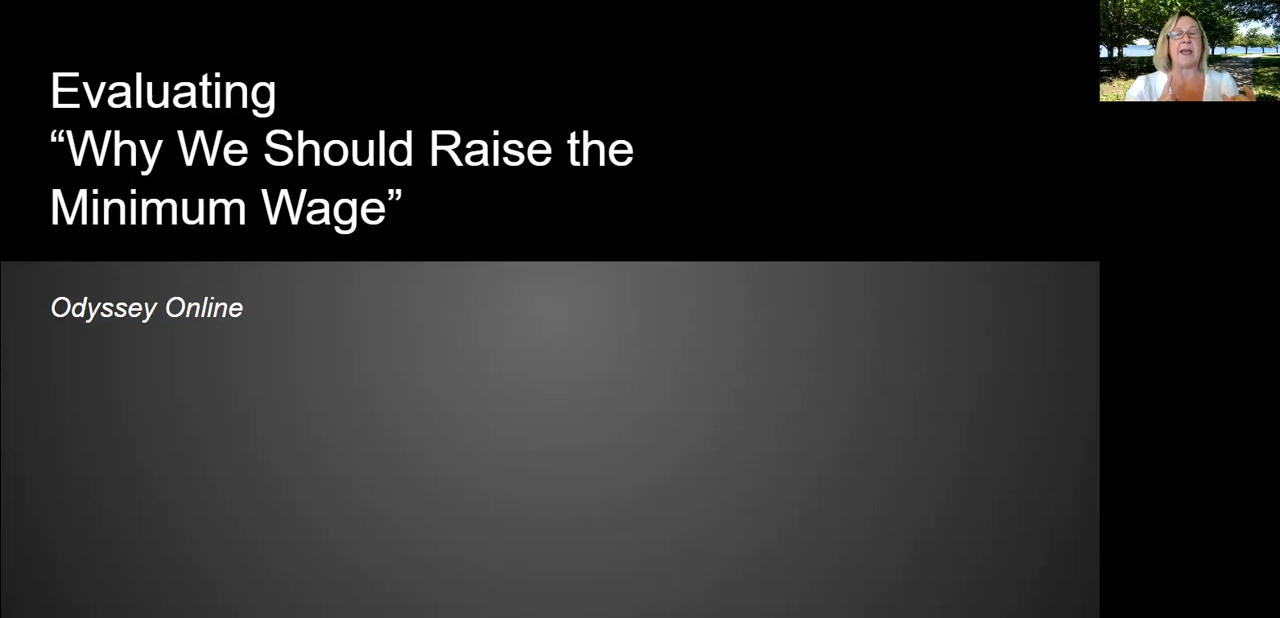 Evaluating
“Why We Should Raise the
Minimum Wage”
Odyssey Online